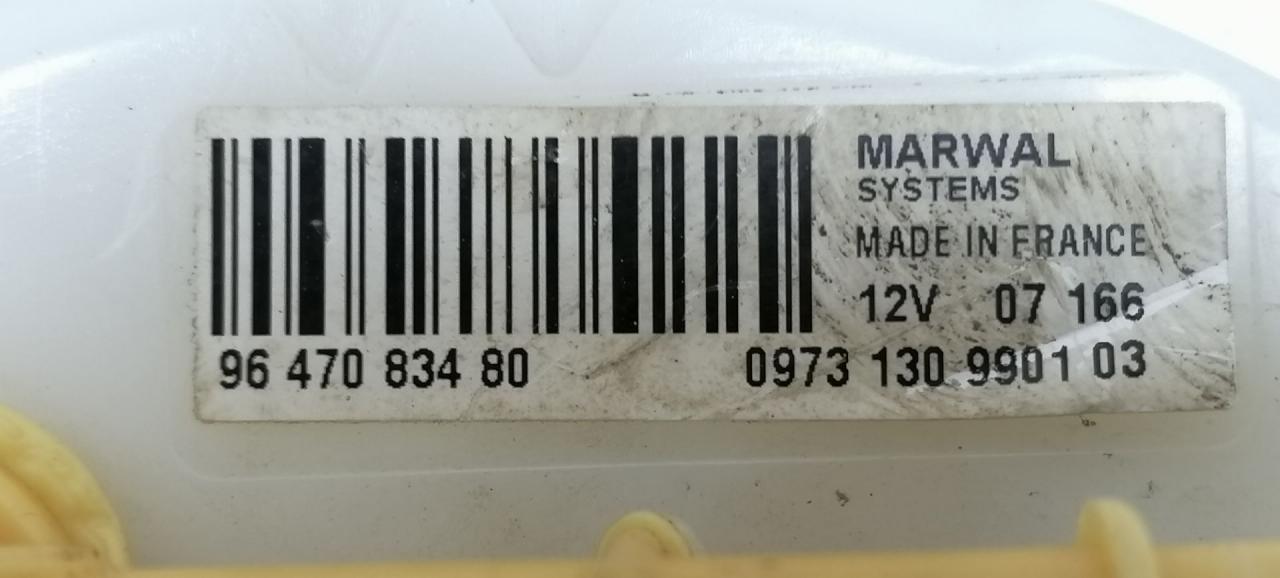 MARWAL
SYSTEMS
MADE IN FRANCE
12V 07 166
96 470 834 80 0973 130 9901 03